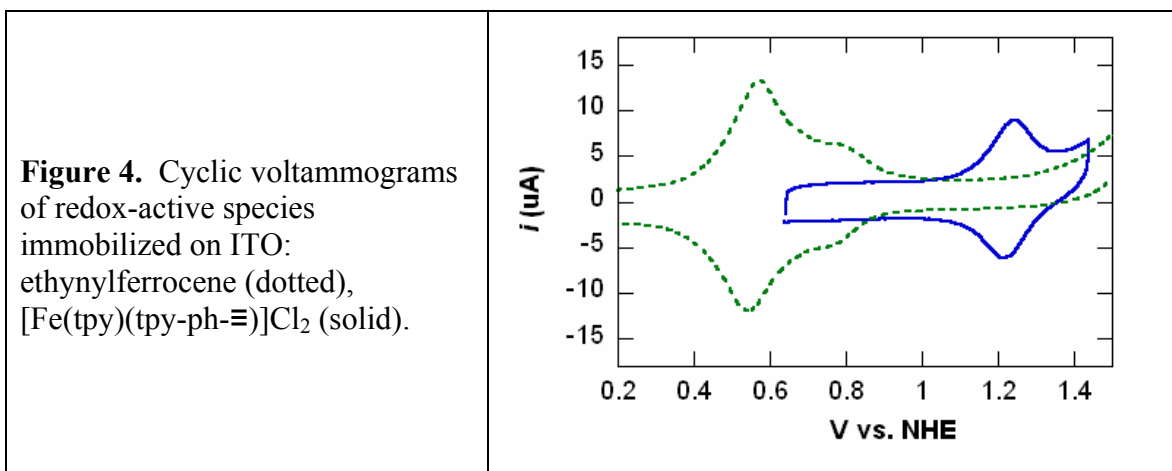 Figure 4. Cyclic voltammograms
of redox-active species
immobilized on ITO:
ethynylferrocene (dotted),
[Fe(tpy)(tpy-ph-≡)]Cl₂ (solid).
15
10
5
0
-5
-10
-15
i (uA)
0.2 0.4 0.6 0.8 1 1.2 1.4
V vs. NHE